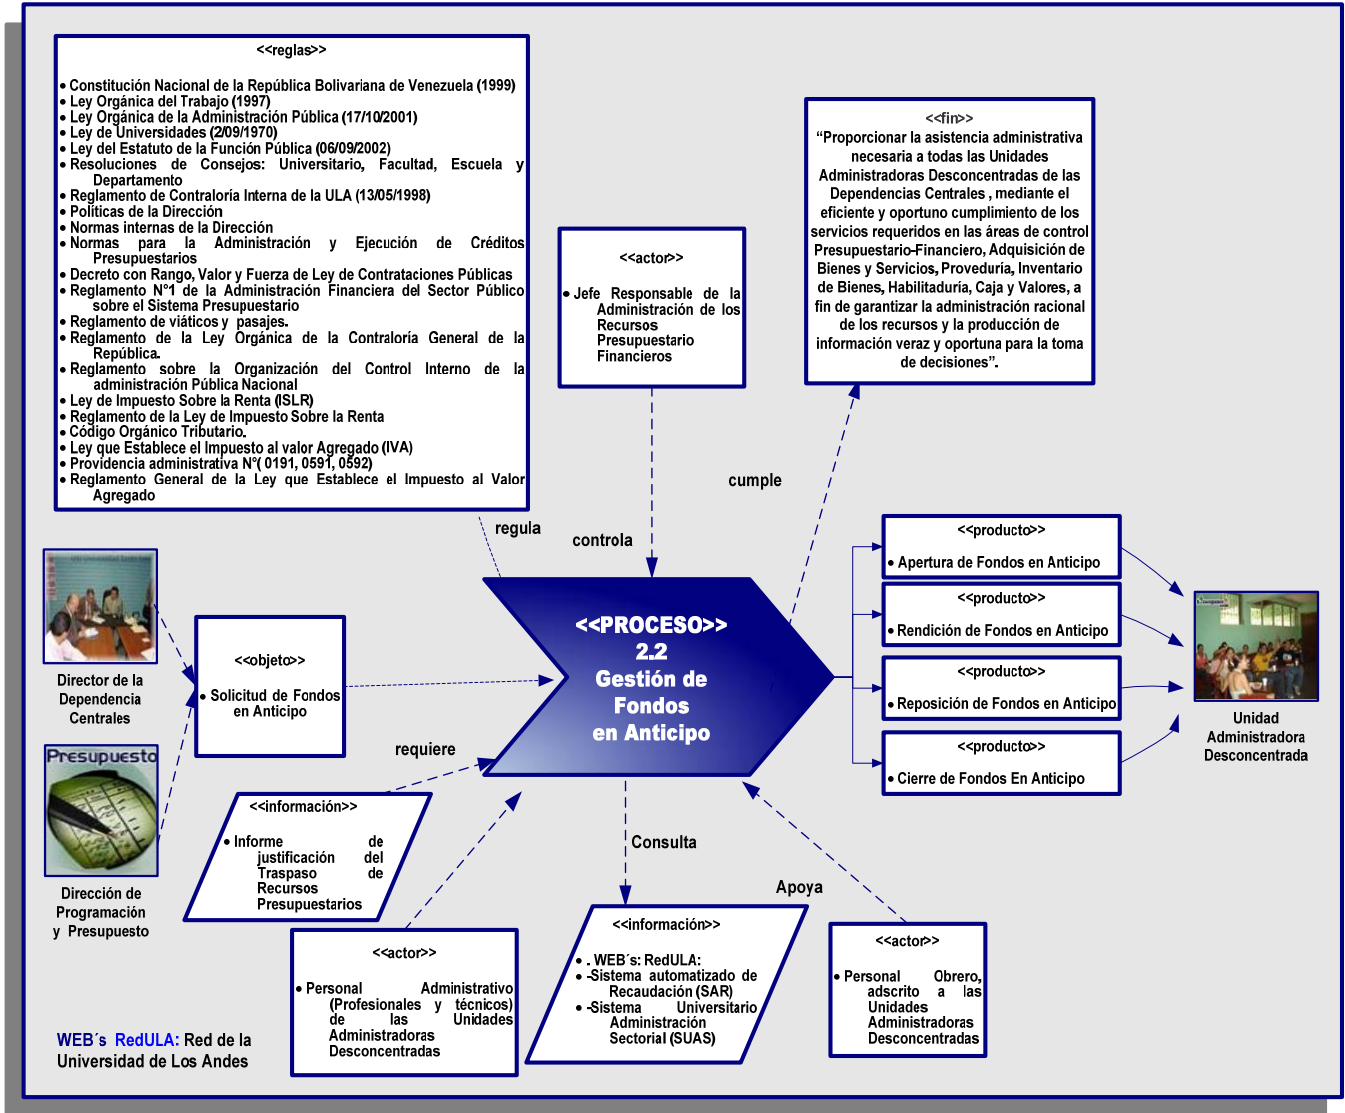 <<reglas>>
• Constitución Nacional de la República Bolivariana de Venezuela (1999)
• Ley Orgánica del Trabajo (1997)
• Ley Orgánica de la Administración Pública (17/10/2001)
• Ley de Universidades (2/09/1970)
• Ley del Estatuto de la Función Pública (06/09/2002)
• Resoluciones de Consejos: Universitario, Facultad, Escuela y
Departamento
• Reglamento de Contraloría Interna de la ULA (13/05/1998)
• Políticas de la Dirección
• Normas internas de la Dirección
• Normas para la Administración y Ejecución de Créditos
Presupuestarios
• Decreto con Rango, Valor y Fuerza de Ley de Contrataciones Públicas
• Reglamento N°1 de la Administración Financiera del Sector Público
sobre el Sistema Presupuestario
• Reglamento de viáticos y pasajes.
• Reglamento de la Ley Orgánica de la Contraloría General de la
República.
• Reglamento sobre la Organización del Control Interno de la
administración Pública Nacional
• Ley de Impuesto Sobre la Renta (ISLR)
• Reglamento de la Ley de Impuesto Sobre la Renta
• Código Orgánico Tributario.
• Ley que Establece el Impuesto al valor Agregado (IVA)
• Providencia administrativa N°( 0191, 0591, 0592)
• Reglamento General de la Ley que Establece el Impuesto al Valor
Agregado
<<actor>>
• Jefe Responsable de la
Administración de los
Recursos
Presupuestario
Financieros
<<fin>>
“Proporcionar la asistencia administrativa
necesaria a todas las Unidades
Administradoras Desconcentradas de las
Dependencias Centrales , mediante el
eficiente y oportuno cumplimiento de los
servicios requeridos en las áreas de control
Presupuestario-Financiero, Adquisición de
Bienes y Servicios, Proveduría, Inventario
de Bienes, Habilitaduría, Caja y Valores, a
fin de garantizar la administración racional
de los recursos y la producción de
información veraz y oportuna para la toma
de decisiones”.
regula
controla
cumple
Director de la
Dependencia
Centrales
Presupuesto
Dirección de
Programación
y Presupuesto
<<objeto>>
• Solicitud de Fondos
en Anticipo
<<PROCESO>>
2.2
Gestión de
Fondos
en Anticipo
<<producto>>
• Apertura de Fondos en Anticipo
<<producto>>
• Rendición de Fondos en Anticipo
<<producto>>
• Reposición de Fondos en Anticipo
<<producto>>
• Cierre de Fondos En Anticipo
Unidad
Administradora
Desconcentrada
requiere
<<información>>
• Informe de
justificación del
Traspaso de
Recursos
Presupuestarios
Consulta
Apoya
<<actor>>
• Personal Administrativo
(Profesionales y técnicos)
de las Unidades
Administradoras
Desconcentradas
<<información>>
• . WEB´s: RedULA:
• -Sistema automatizado de
Recaudación (SAR)
• -Sistema Universitario
Administración
Sectorial (SUAS)
<<actor>>
• Personal Obrero,
adscrito a las
Unidades
Administradoras
Desconcentradas
WEB´s RedULA: Red de la
Universidad de Los Andes